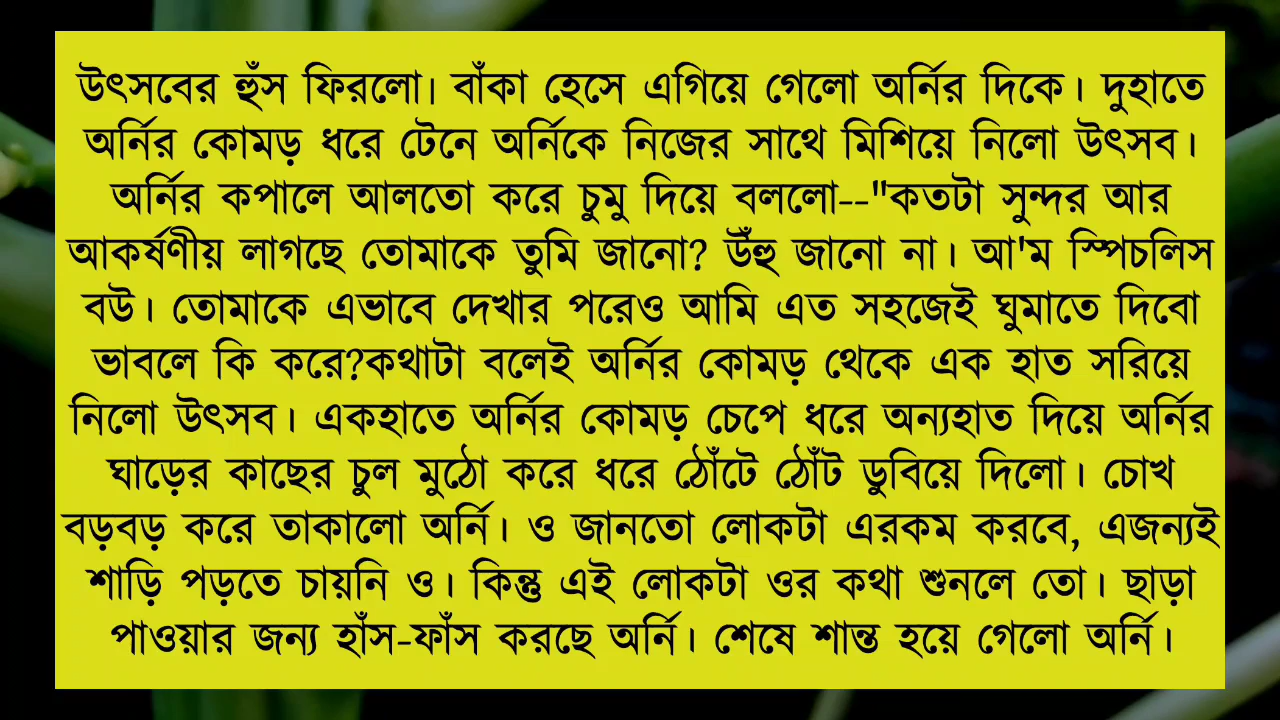 উৎসবের হুঁস ফিরলো। বাঁকা হেসে এগিয়ে গেলো অর্নির দিকে। দুহাতে
অর্নির কোমড় ধরে টেনে অর্নিকে নিজের সাথে মিশিয়ে নিলো উৎসব।
অর্নির কপালে আলতো করে চুমু দিয়ে বললো--"কতটা সুন্দর আর
আকর্ষণীয় লাগছে তোমাকে তুমি জানো? উঁহু জানো না। আ'ম স্পিচলিস
বউ। তোমাকে এভাবে দেখার পরেও আমি এত সহজেই ঘুমাতে দিবো
ভাবলে কি করে?কথাটা বলেই অর্নির কোমড় থেকে এক হাত সরিয়ে
নিলো উৎসব। একহাতে অর্নির কোমড় চেপে ধরে অন্যহাত দিয়ে অর্নির
ঘাড়ের কাছের চুল মুঠো করে ধরে ঠোঁটে ঠোঁট ডুবিয়ে দিলো। চোখ
বড়বড় করে তাকালো অর্নি। ও জানতো লোকটা এরকম করবে, এজন্যই
শাড়ি পড়তে চায়নি ও। কিন্তু এই লোকটা ওর কথা শুনলে তো। ছাড়া
পাওয়ার জন্য হাঁস-ফাঁস করছে অর্নি। শেষে শান্ত হয়ে গেলো অর্নি।